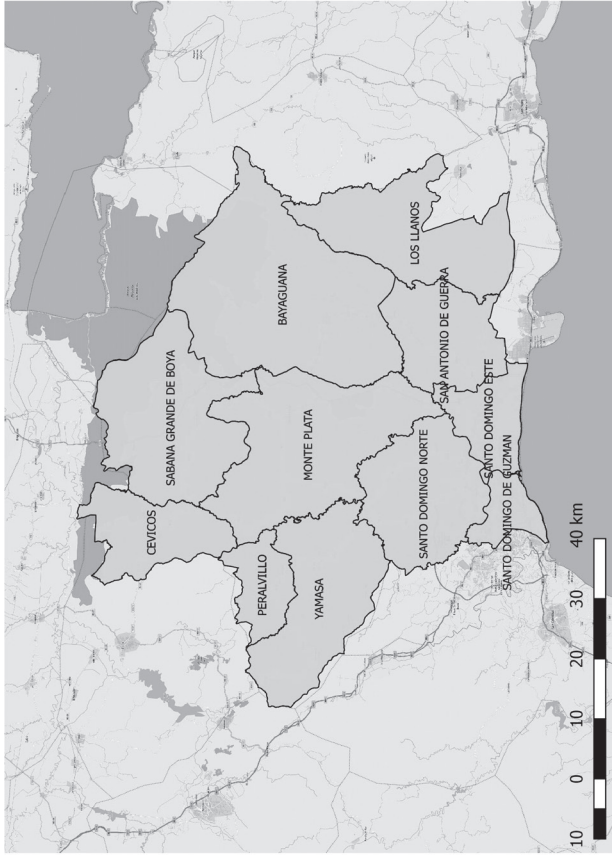 CEVICOS
SABANA GRANDE DE BOYA
BAYAGUANA
PERALVILLO
MONTE PLATA
YAMASA
LOS LLANOS
SAN ANTONIO DE GUERRA
SANTO DOMINGO NORTE
SANTO DOMINGO ESTE
SANTO DOMINGO DE GUZMAN
10 0 10 20 30 40 km